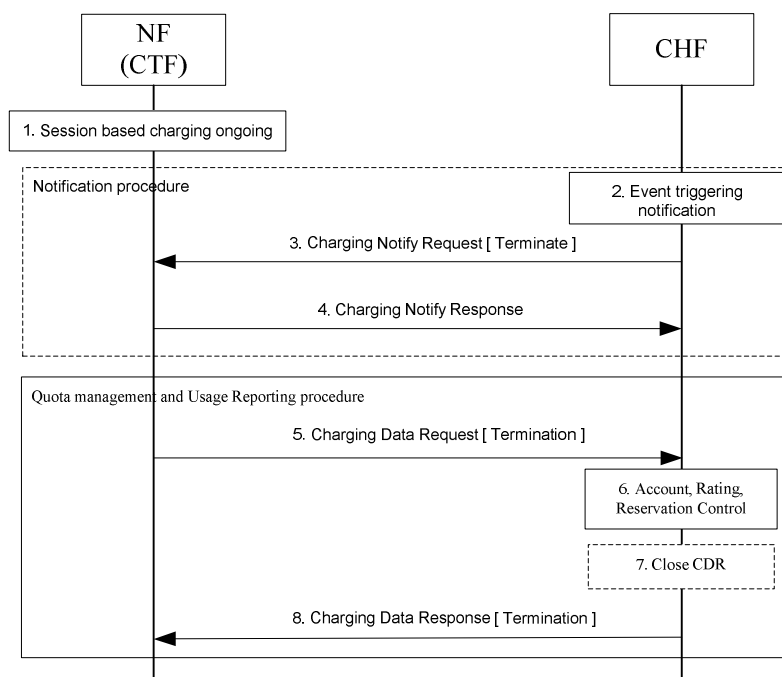 NF
(CTF)
CHF
1. Session based charging ongoing
Notification procedure
2. Event triggering
notification
3. Charging Notify Request [ Terminate ]
4. Charging Notify Response
Quota management and Usage Reporting procedure
5. Charging Data Request [ Termination ]
6. Account, Rating,
Reservation Control
7. Close CDR
8. Charging Data Response [ Termination ]